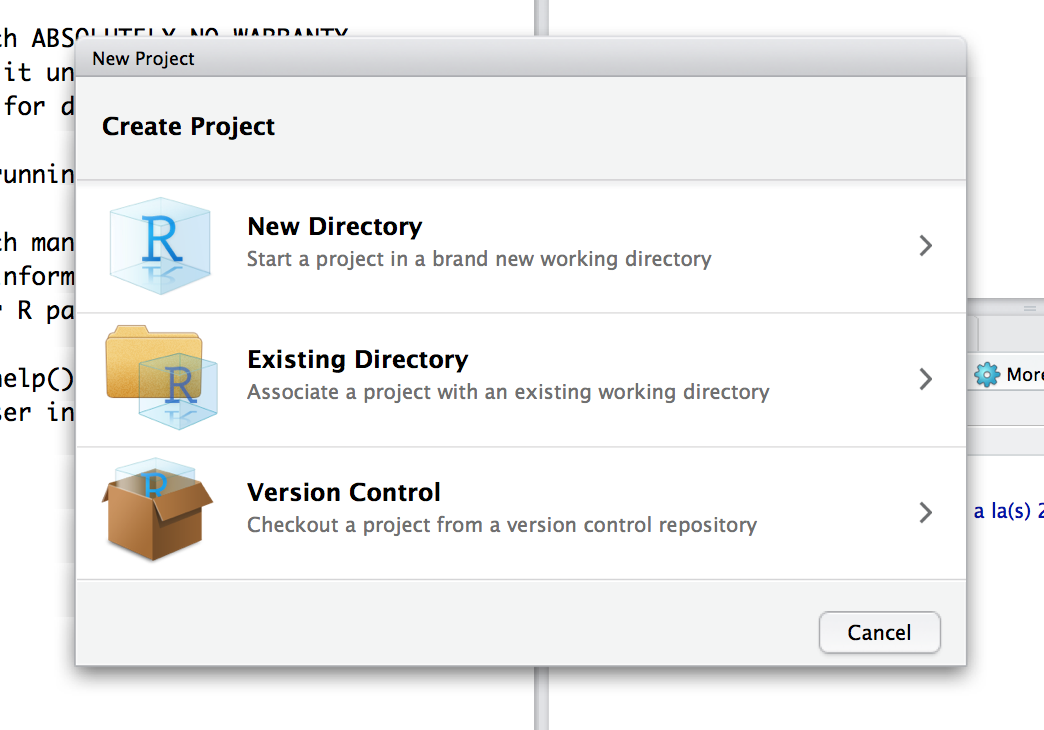 ch ABSOLUTELY NO WARRANTY
it un
for d
runnin
ch man
inform
r R pa
help()
ser in
New Project
Create Project
R
New Directory
Start a project in a brand new working directory
R
Existing Directory
Associate a project with an existing working directory
R
Version Control
Checkout a project from a version control repository
Cancel
More
a la(s) 2